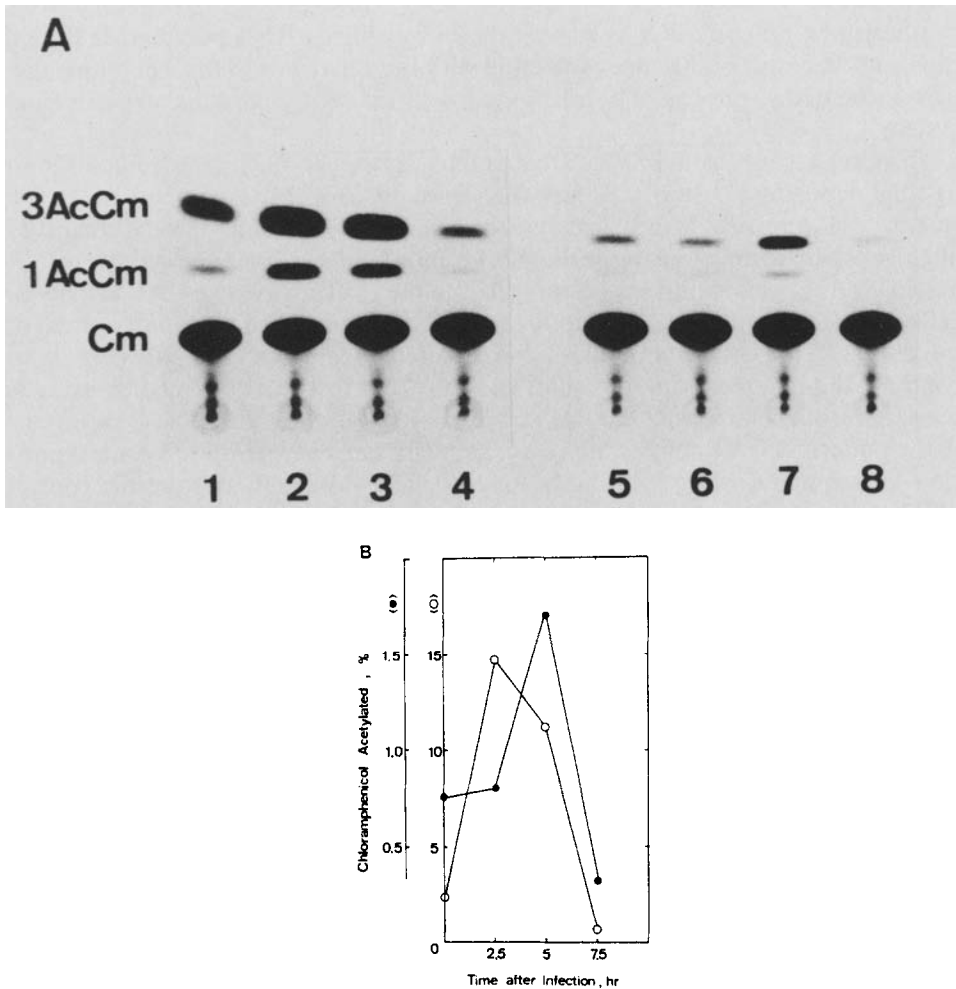 A
3AcCm
1AcCm
Cm
1 2 3 4 5 6 7 8
B
Chloramphenicol Acetylated , %
(●) (○)
1.5 15
1.0 10
0.5 5
0
2.5 5 7.5
Time after Infection , hr